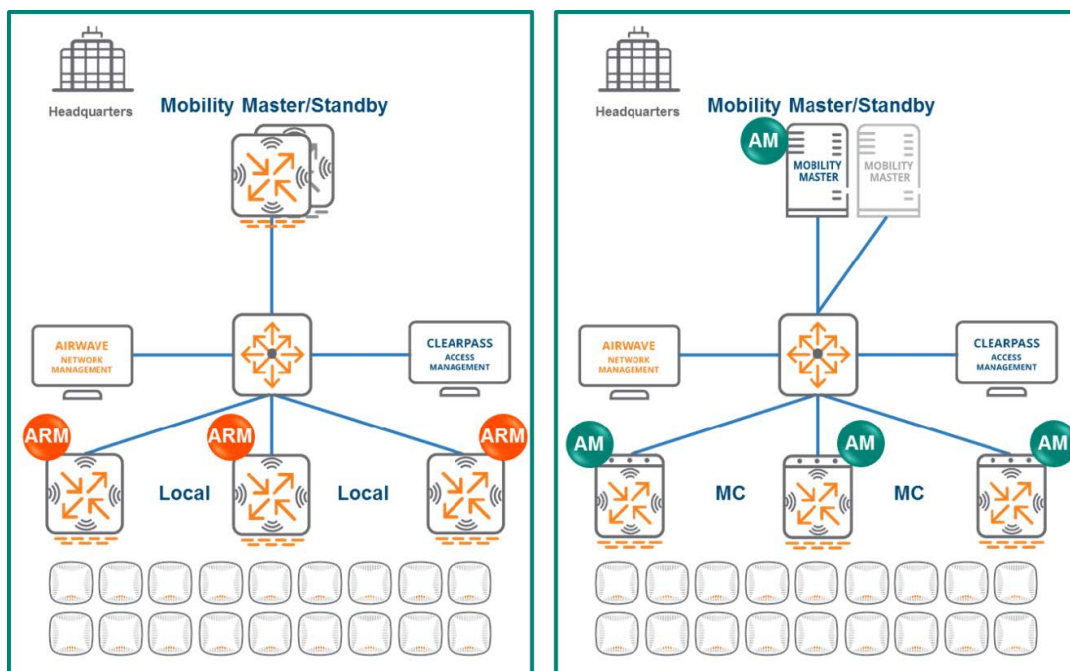 Headquarters
Mobility Master/Standby
AIRWAVE
NETWORK
MANAGEMENT
CLEARPASS
ACCESS
MANAGEMENT
ARM
ARM
ARM
Local
Local
Headquarters
Mobility Master/Standby
AM
MOBILITY
MASTER
MOBILITY
MASTER
AIRWAVE
NETWORK
MANAGEMENT
CLEARPASS
ACCESS
MANAGEMENT
AM
AM
AM
MC
MC